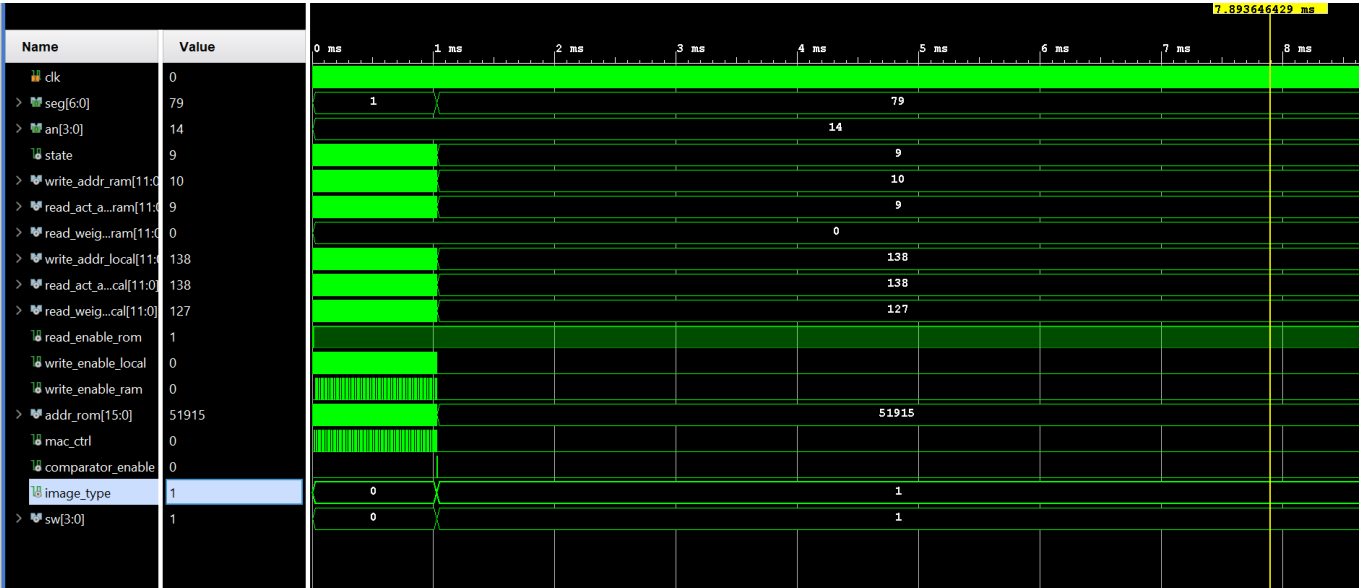 7.893646429 ms
Name Value
0 ms 1 ms 2 ms 3 ms 4 ms 5 ms 6 ms 7 ms 8 ms
clk 0
seg[6:0] 79 1 79
an[3:0] 14 14
state 9 9
write_addr_ram[11:0 10 10
read_act_a...ram[11:0 9 9
read_weig...ram[11:0 0 0
write_addr_local[11: 138 138
read_act_a...cal[11:0] 138 138
read_weig...cal[11:0] 127 127
read_enable_rom 1
write_enable_local 0
write_enable_ram 0
addr_rom[15:0] 51915 51915
mac_ctrl 0
comparator_enable 0
image_type 1 0 1
sw[3:0] 1 0 1